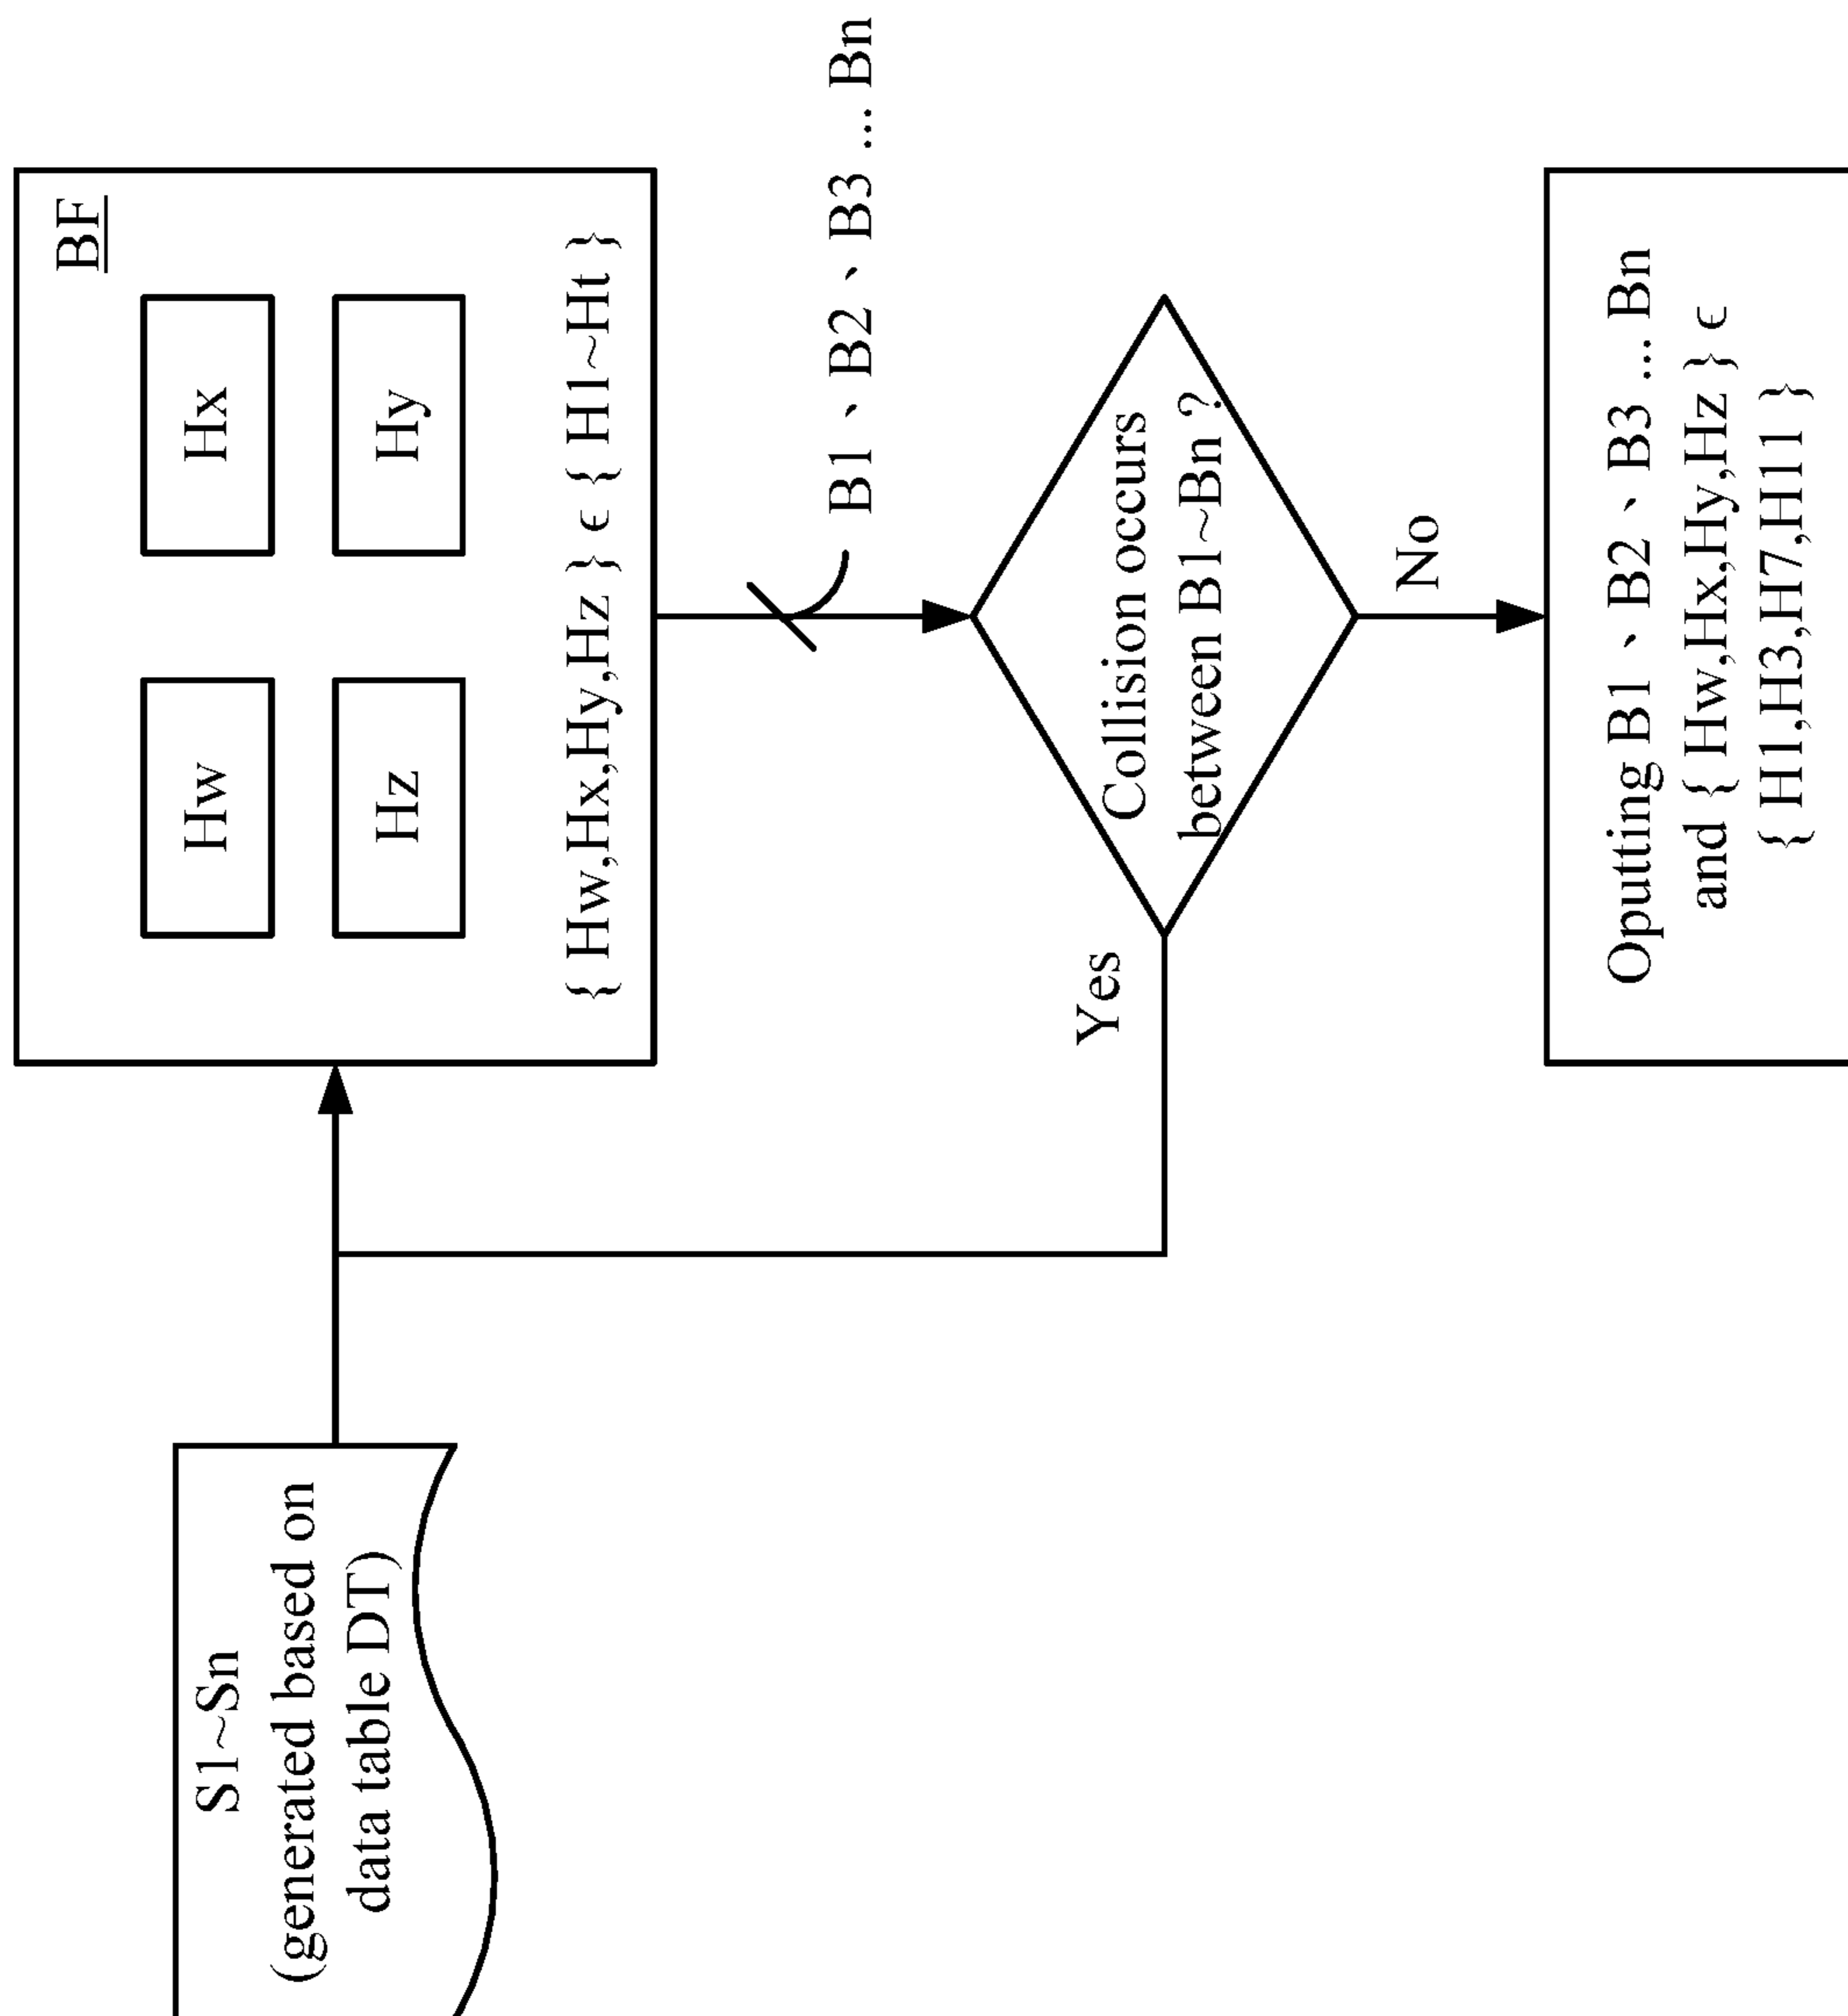 S1~Sn
(generated based on
data table DT)
BF
Hw
Hx
Hz
Hy
{ Hw,Hx,Hy,Hz } ϵ { H1~Ht }
B1、B2、B3 ... Bn
Collision occurs
between B1~Bn ?
Yes
No
Oputting B1、B2、B3 ... Bn
and { Hw,Hx,Hy,Hz } ϵ
{ H1,H3,H7,H11 }